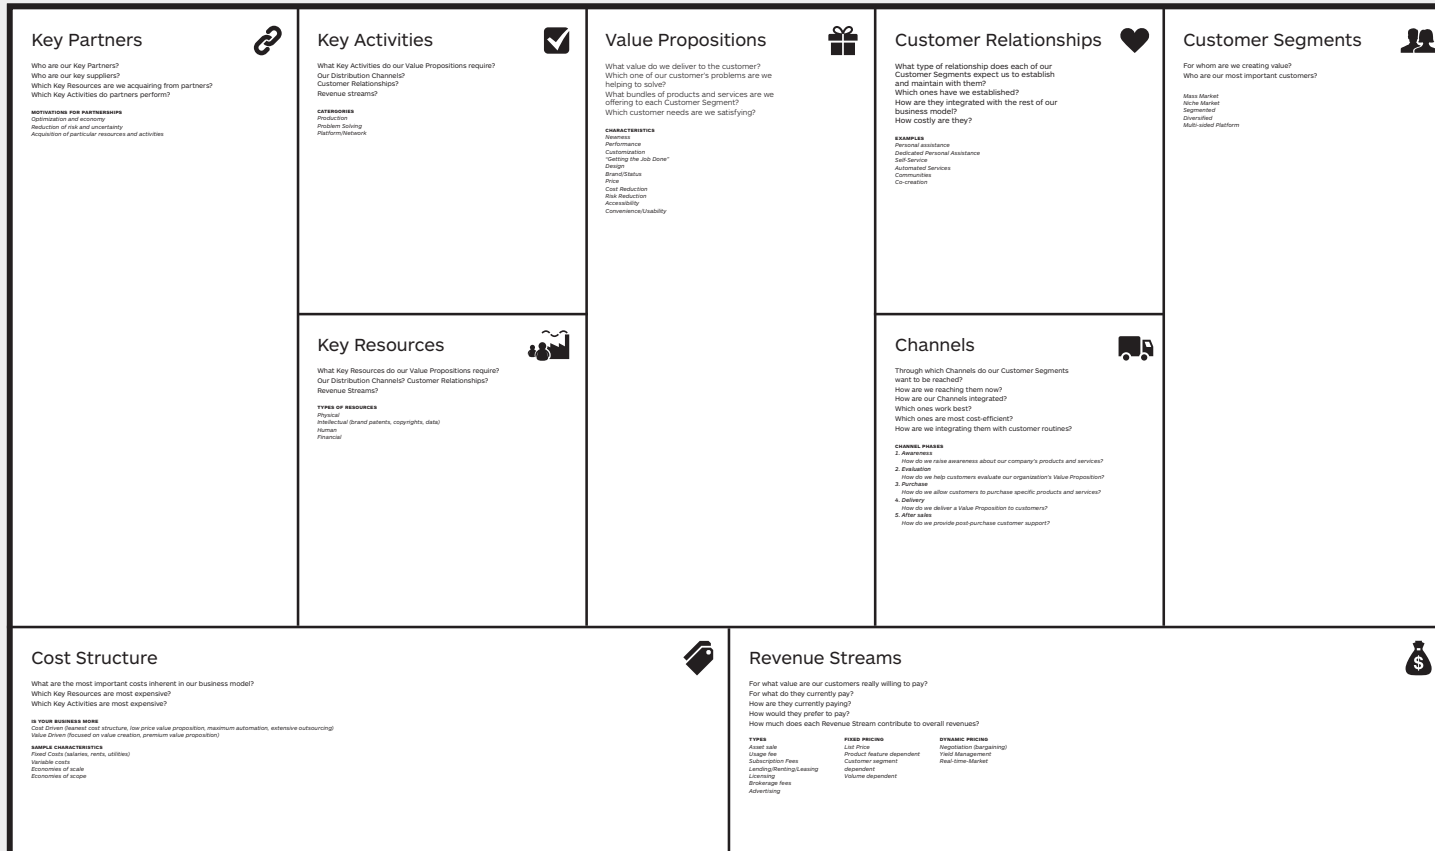 Key Partners
Who are our Key Partners?
Who are our key suppliers?
Which Key Resources are we acquairing from partners?
Which Key Activities do partners perform?
MOTIVATIONS FOR PARTNERSHIPS
Optimization and economy
Reduction of risk and uncertainty
Acquisition of particular resources and activities
Key Activities
What Key Activities do our Value Propositions require?
Our Distribution Channels?
Customer Relationships?
Revenue streams?
CATERGORIES
Production
Problem Solving
Platform/Network
Key Resources
What Key Resources do our Value Propositions require?
Our Distribution Channels? Customer Relationships?
Revenue Streams?
TYPES OF RESOURCES
Physical
Intellectual (brand patents, copyrights, data)
Human
Financial
Value Propositions
What value do we deliver to the customer?
Which one of our customer's problems are we
helping to solve?
What bundles of products and services are we
offering to each Customer Segment?
Which customer needs are we satisfying?
CHARACTERISTICS
Newness
Performance
Customization
"Getting the Job Done"
Design
Brand/Status
Price
Cost Reduction
Risk Reduction
Accessibility
Convenience/Usability
Customer Relationships
What type of relationship does each of our
Customer Segments expect us to establish
and maintain with them?
Which ones have we established?
How are they integrated with the rest of our
business model?
How costly are they?
EXAMPLES
Personal assistance
Dedicated Personal Assistance
Self-Service
Automated Services
Communities
Co-creation
Channels
Through which Channels do our Customer Segments
want to be reached?
How are we reaching them now?
How are our Channels integrated?
Which ones work best?
Which ones are most cost-efficient?
How are we integrating them with customer routines?
CHANNEL PHASES
1. Awareness
How do we raise awareness about our company's products and services?
2. Evaluation
How do we help customers evaluate our organization's Value Proposition?
3. Purchase
How do we allow customers to purchase specific products and services?
4. Delivery
How do we deliver a Value Proposition to customers?
5. After sales
How do we provide post-purchase customer support?
Customer Segments
For whom are we creating value?
Who are our most important customers?
Mass Market
Niche Market
Segmented
Diversified
Multi-sided Platform
Cost Structure
What are the most important costs inherent in our business model?
Which Key Resources are most expensive?
Which Key Activities are most expensive?
IS YOUR BUSINESS MORE
Cost Driven (leanest cost structure, low price value proposition, maximum automation, extensive outsourcing)
Value Driven (focused on value creation, premium value proposition)
SAMPLE CHARACTERISTICS
Fixed Costs (salaries, rents, utilities)
Variable costs
Economies of scale
Economies of scope
Revenue Streams
$
For what value are our customers really willing to pay?
For what do they currently pay?
How are they currently paying?
How would they prefer to pay?
How much does each Revenue Stream contribute to overall revenues?
TYPES
Asset sale
Usage fee
Subscription Fees
Lending/Renting/Leasing
Licensing
Brokerage fees
Advertising
FIXED PRICING
List Price
Product feature dependent
Customer segment
dependent
Volume dependent
DYNAMIC PRICING
Negotiation (bargaining)
Yield Management
Real-time-Market